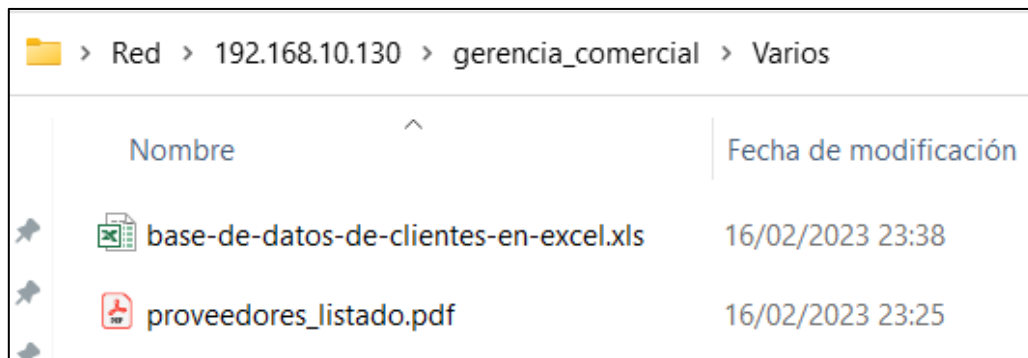 Red > 192.168.10.130 > gerencia_comercial > Varios
Nombre Fecha de modificación
base-de-datos-de-clientes-en-excel.xls 16/02/2023 23:38
proveedores_listado.pdf 16/02/2023 23:25